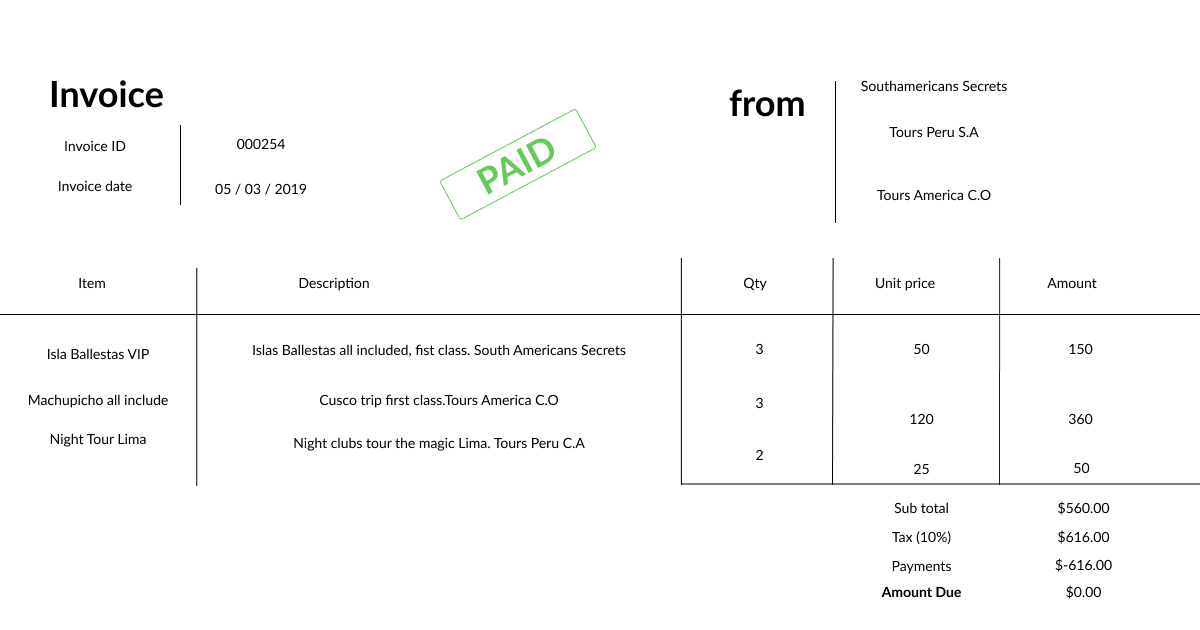 Invoice
Invoice ID 000254
Invoice date 05 / 03 / 2019
PAID
from
Southamericans Secrets
Tours Peru S.A
Tours America C.O
Item Description Qty Unit price Amount
Isla Ballestas VIP Islas Ballestas all included, fist class. South Americans Secrets 3 50 150
Machupicho all include Cusco trip first class.Tours America C.O 3 120 360
Night Tour Lima Night clubs tour the magic Lima. Tours Peru C.A 2 25 50
Sub total $560.00
Tax (10%) $616.00
Payments $-616.00
Amount Due $0.00